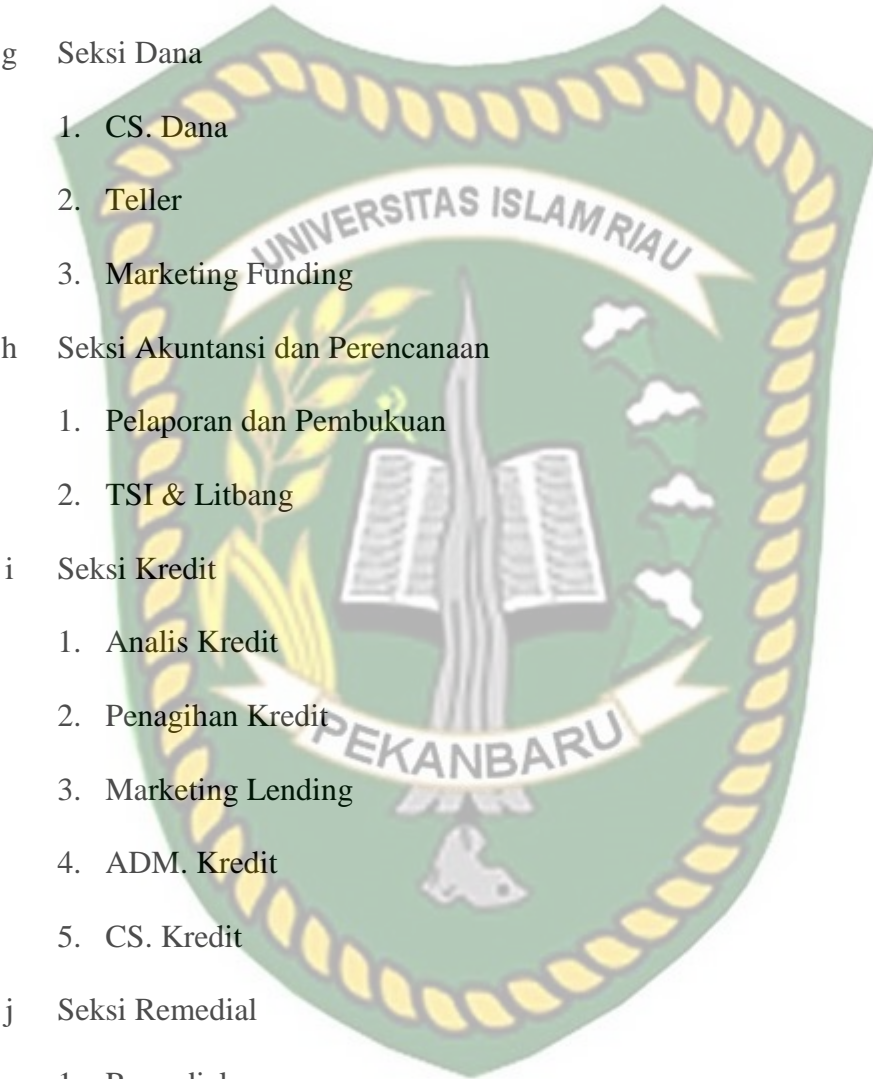 g Seksi Dana
1. CS. Dana
2. Teller
UNIVERSITAS ISLAM RIAU
3. Marketing Funding
h Seksi Akuntansi dan Perencanaan
1. Pelaporan dan Pembukuan
2. TSI & Litbang
i Seksi Kredit
1. Analis Kredit
2. Penagihan Kredit
PEKANBARU
3. Marketing Lending
4. ADM. Kredit
5. CS. Kredit
j Seksi Remedial